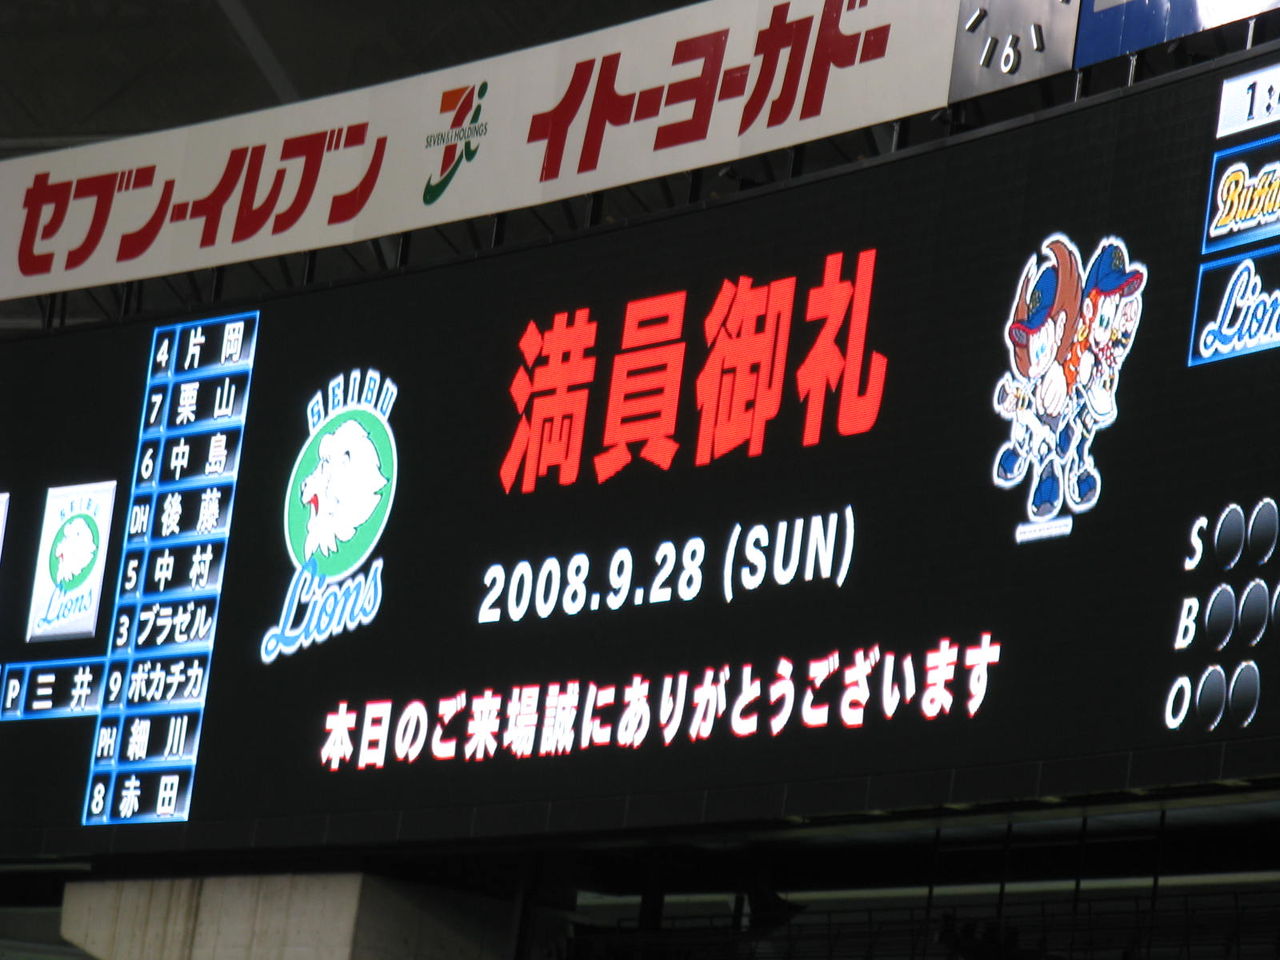 セブン-イレブン
SEVEN & i HOLDINGS
イトーヨーカドー
6
4 片岡
7 栗山
6 中島
DH 後藤
5 中村
3 ブラゼル
9 ボカチカ
PH 細川
8 赤田
P 三井
SEIBU
Lions
SEIBU
Lions
満員御礼
2008.9.28 (SUN)
本日のご来場誠にありがとうございます
1:
Lions
S
B
O